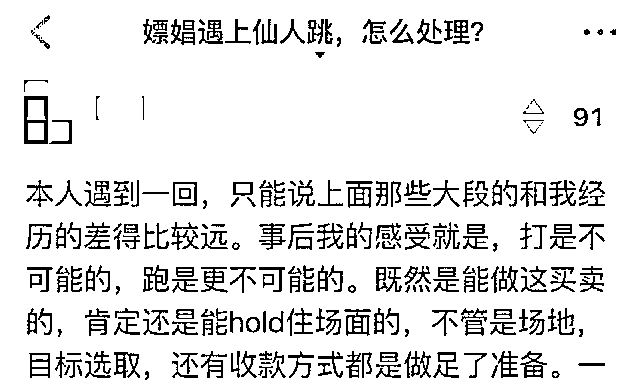 嫖娼遇上仙人跳，怎么处理?
91
本人遇到一回，只能说上面那些大段的和我经
历的差得比较远。事后我的感受就是，打是不
可能的，跑是更不可能的。既然是能做这买卖
的，肯定还是能hold住场面的，不管是场地，
目标选取，还有收款方式都是做足了准备。一